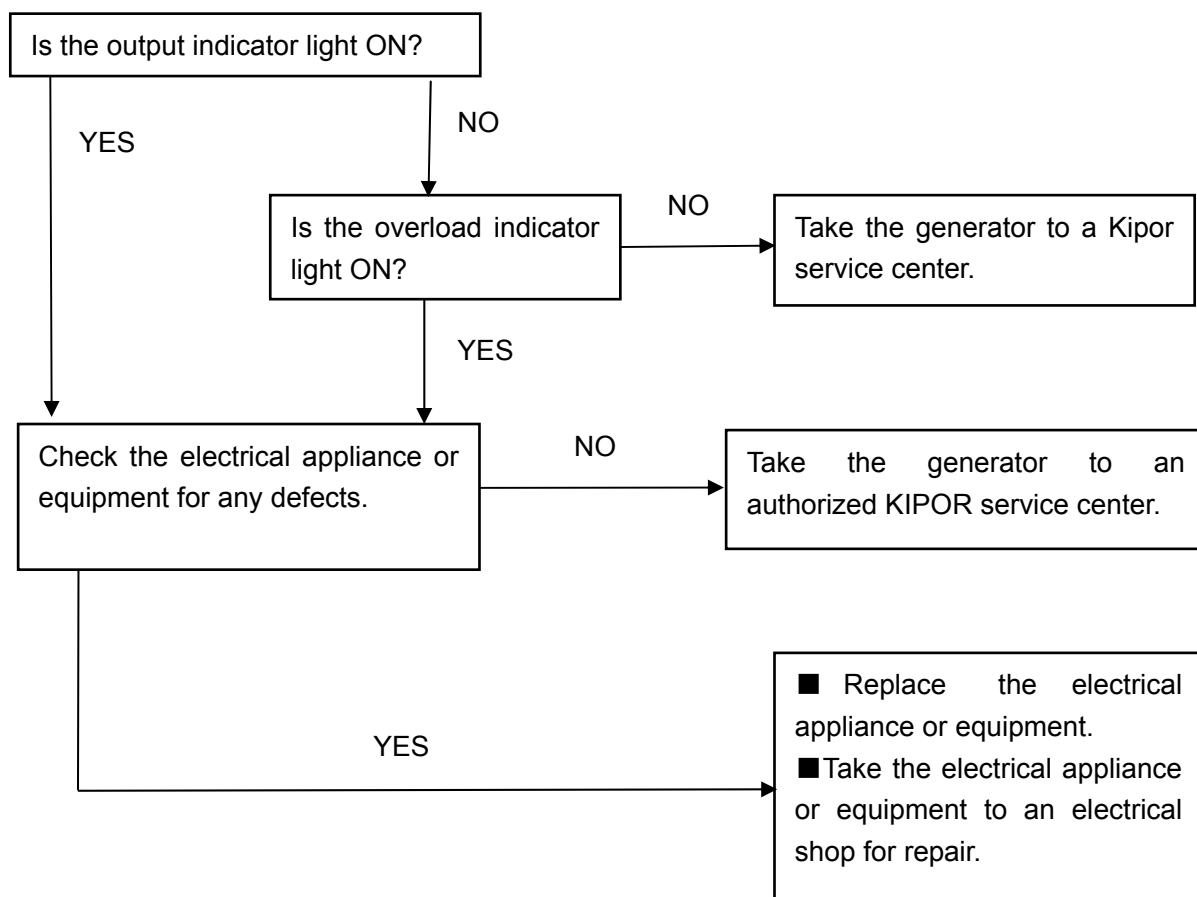 Is the output indicator light ON?
YES
NO
Is the overload indicator
light ON?
NO
Take the generator to a Kipor
service center.
YES
Check the electrical appliance or
equipment for any defects.
NO
Take the generator to an
authorized KIPOR service center.
YES
■ Replace the electrical
appliance or equipment.
■Take the electrical appliance
or equipment to an electrical
shop for repair.